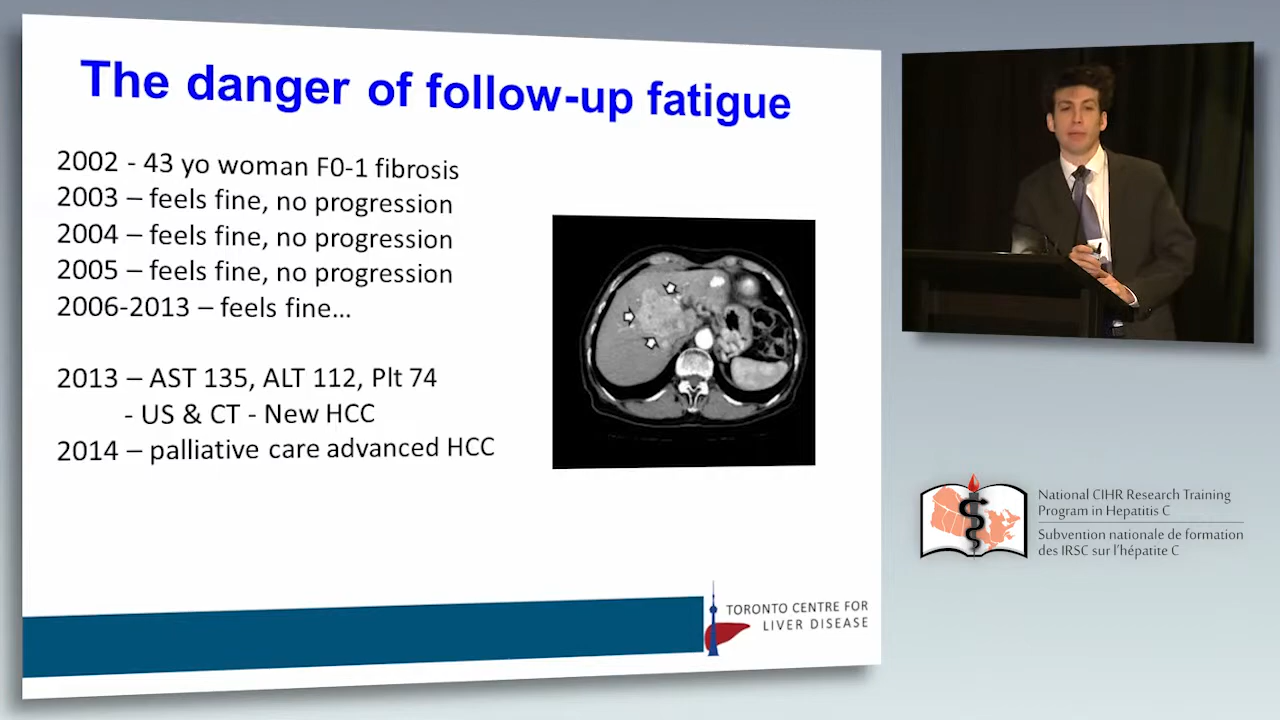 The danger of follow-up fatigue
2002 - 43 yo woman F0-1 fibrosis
2003 – feels fine, no progression
2004 – feels fine, no progression
2005 – feels fine, no progression
2006-2013 – feels fine...
2013 – AST 135, ALT 112, Plt 74
- US & CT - New HCC
2014 – palliative care advanced HCC
TORONTO CENTRE FOR
LIVER DISEASE
National CIHR Research Training
Program in Hepatitis C
Subvention nationale de formation
des IRSC sur l'hépatite C